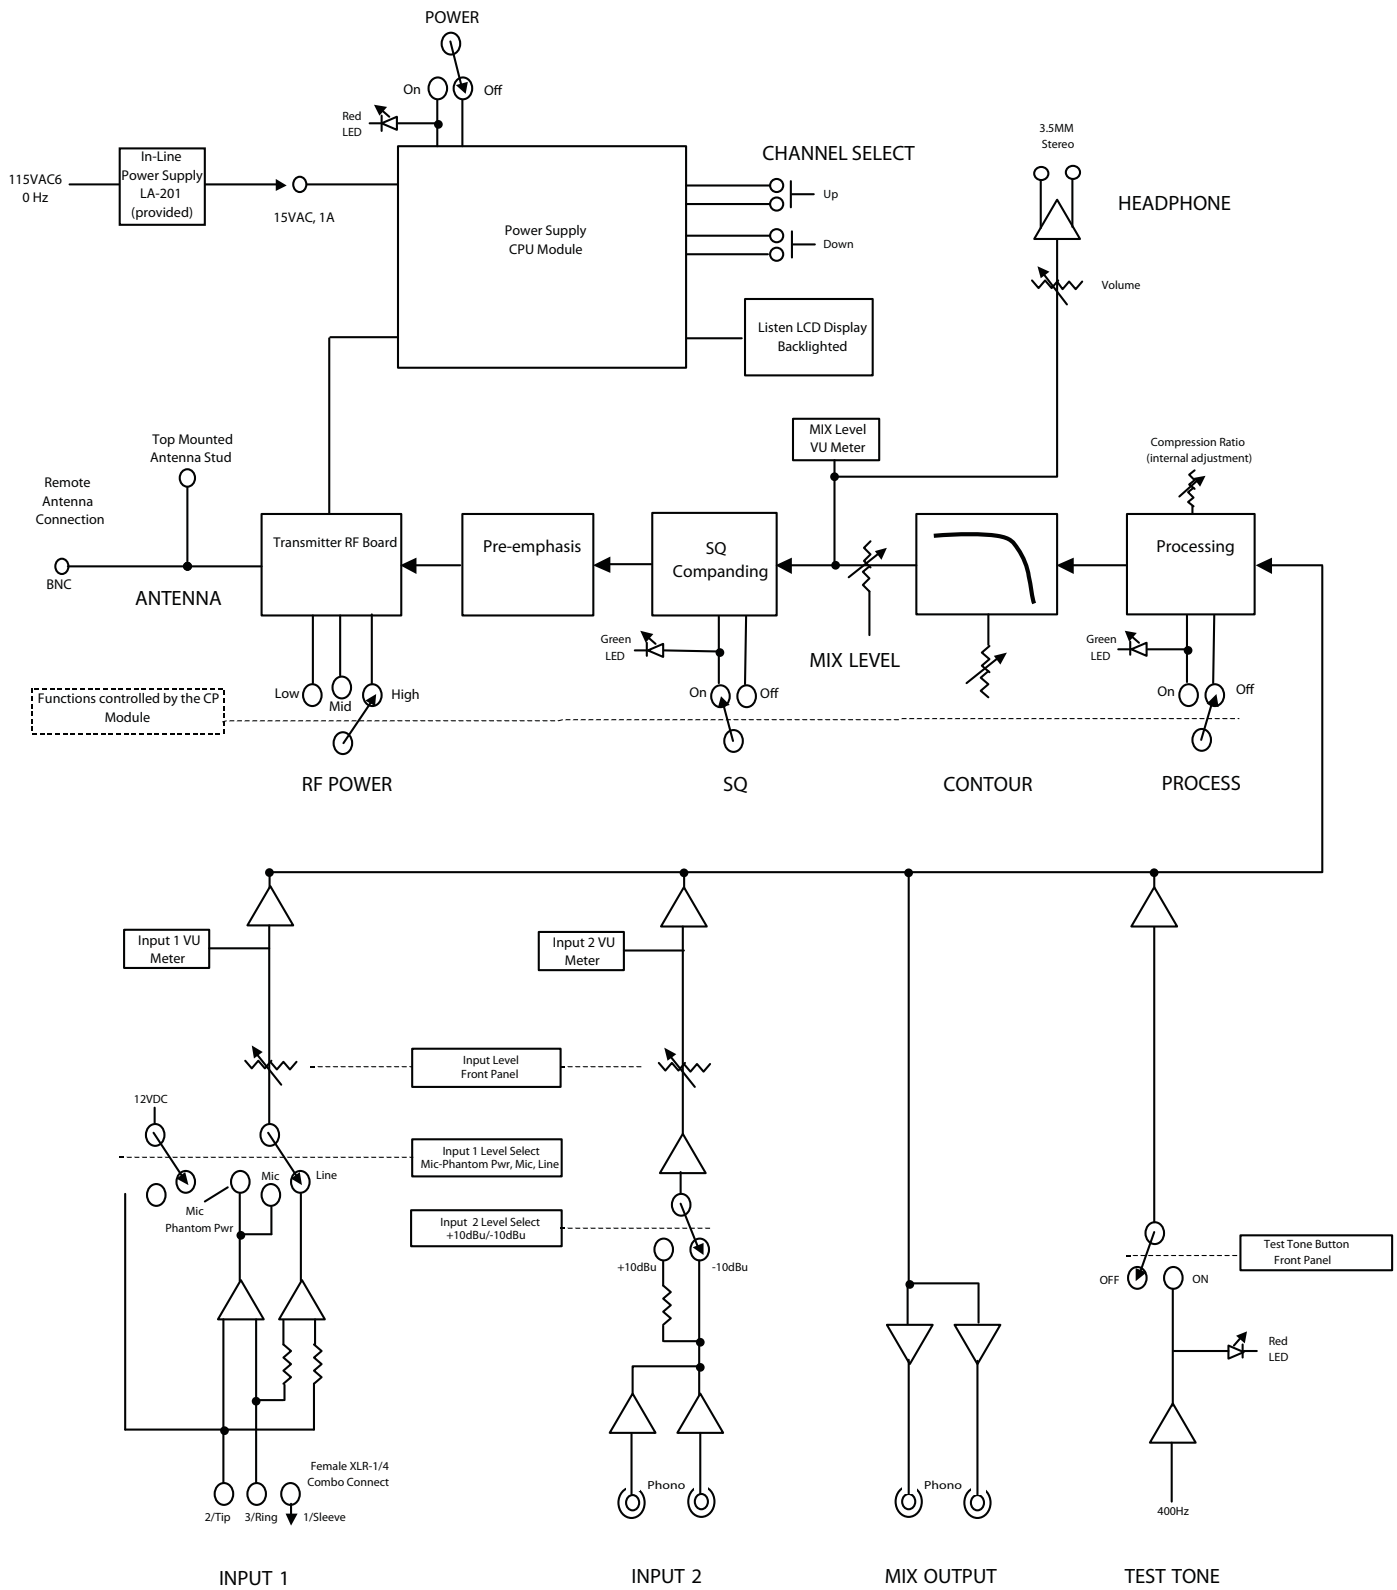 POWER
On
Off
Red
LED
3.5MM
Stereo
115VAC6
0 Hz
In-Line
Power Supply
LA-201
(provided)
15VAC, 1A
Power Supply
CPU Module
CHANNEL SELECT
Up
Down
HEADPHONE
Volume
Listen LCD Display
Backlighted
Top Mounted
Antenna Stud
Remote
Antenna
Connection
BNC
ANTENNA
MIX Level
VU Meter
Compression Ratio
(internal adjustment)
Transmitter RF Board
Pre-emphasis
SQ
Companding
Processing
Green
LED
MIX LEVEL
Green
LED
Low
Mid
High
On
Off
On
Off
Functions controlled by the CP
Module
RF POWER
SQ
CONTOUR
PROCESS
Input 1 VU
Meter
Input 2 VU
Meter
Input Level
Front Panel
12VDC
Mic
Line
Mic
Phantom Pwr
Input 1 Level Select
Mic-Phantom Pwr, Mic, Line
Input 2 Level Select
+10dBu/-10dBu
+10dBu
-10dBu
Test Tone Button
Front Panel
OFF
ON
Red
LED
Female XLR-1/4
Combo Connect
2/Tip
3/Ring
1/Sleeve
Phono
Phono
400Hz
INPUT 1
INPUT 2
MIX OUTPUT
TEST TONE